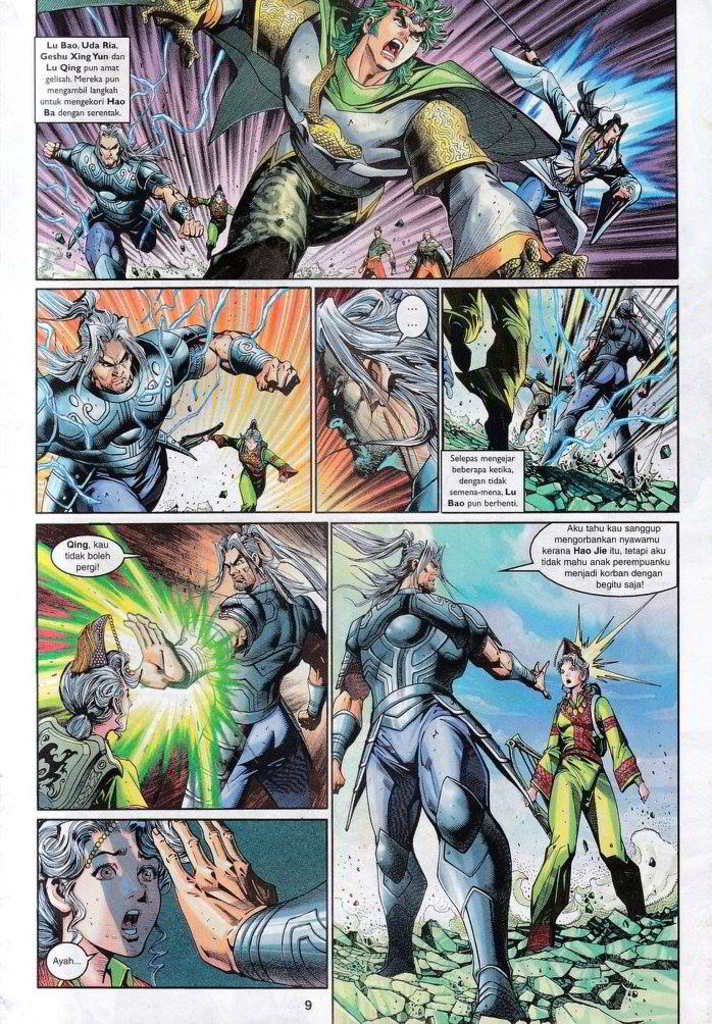 Lu Bao, Uda Ria,
Geshu Xing Yun dan
Lu Qing pun amat
gelisah. Mereka pun
mengambil langkah
untuk mengekori Hao
Ba dengan serentak.
...
...
Selepas mengejar
beberapa ketika,
dengan tidak
semena-mena, Lu
Bao pun berhenti.
Qing, kau
tidak boleh
pergi!
Aku tahu kau sanggup
mengorbankan nyawamu
kerana Hao Jie itu, tetapi aku
tidak mahu anak perempuanku
menjadi korban dengan
begitu saja!
Ayah...
9